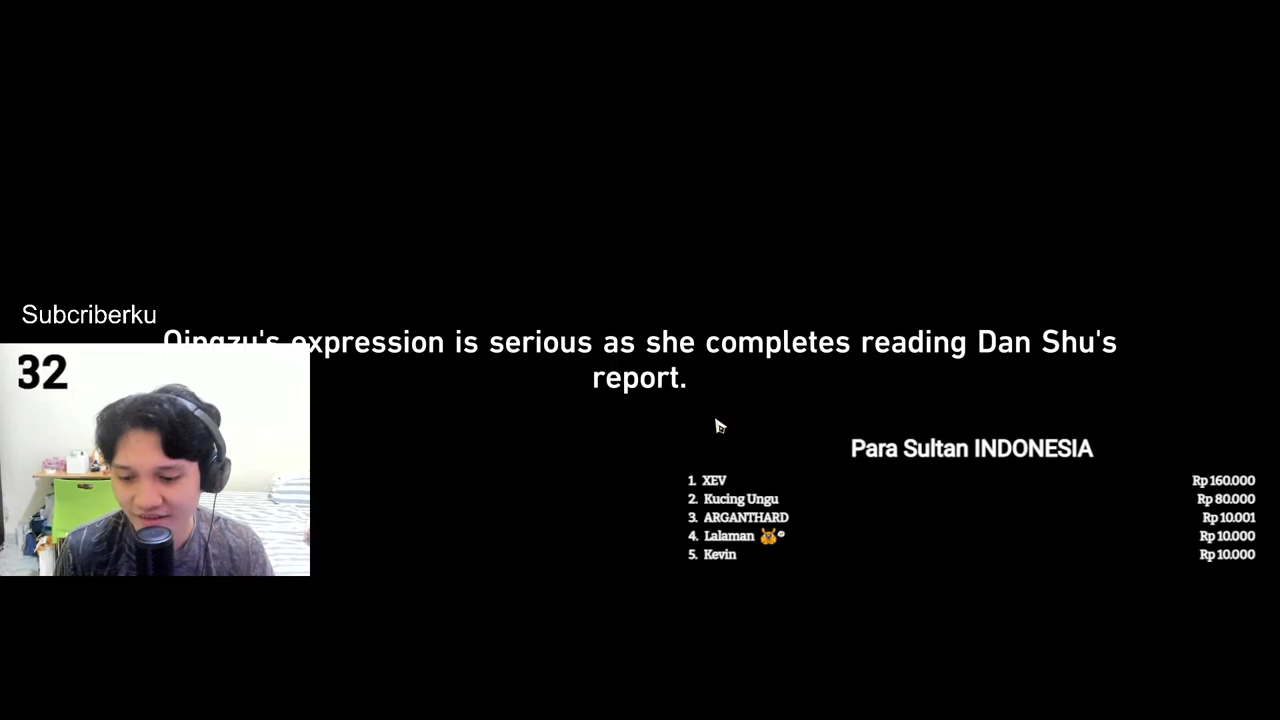 Subcriberku
Qingzu's expression is serious as she completes reading Dan Shu's
report.
32
Para Sultan INDONESIA
1. XEV Rp 160.000
2. Kucing Ungu Rp 80.000
3. ARGANTHARD Rp 10.001
4. Lalaman Rp 10.000
5. Kevin Rp 10.000